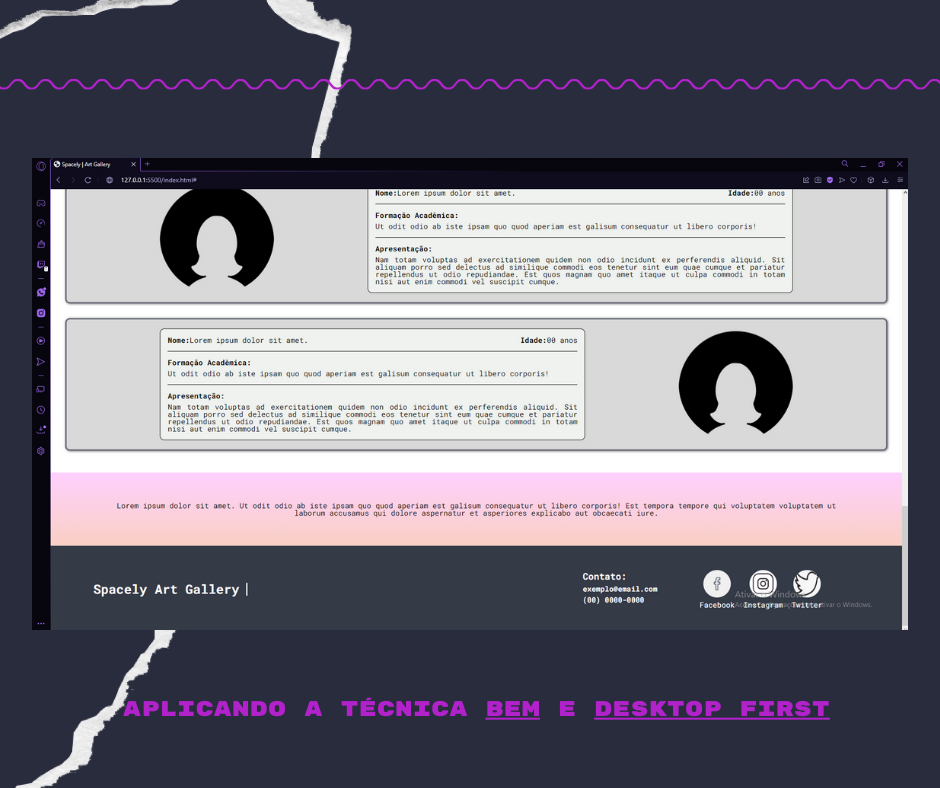 Spacely | Art Gallery
127.0.0.1:5500/index.html#
Nome:Lorem ipsum dolor sit amet. Idade:00 anos
Formação Acadêmica:
Ut odit odio ab iste ipsam quo quod aperiam est galisum consequatur ut libero corporis!
Apresentação:
Nam totam voluptas ad exercitationem quidem non odio incidunt ex perferendis aliquid. Sit
aliquam porro sed delectus ad similique commodi eos tenetur sint eum quae cumque et pariatur
repellendus ut odio repudiandae. Est quos magnam quo amet itaque ut culpa commodi in totam
nisi aut enim commodi vel suscipit cumque.
Nome:Lorem ipsum dolor sit amet. Idade:00 anos
Formação Acadêmica:
Ut odit odio ab iste ipsam quo quod aperiam est galisum consequatur ut libero corporis!
Apresentação:
Nam totam voluptas ad exercitationem quidem non odio incidunt ex perferendis aliquid. Sit
aliquam porro sed delectus ad similique commodi eos tenetur sint eum quae cumque et pariatur
repellendus ut odio repudiandae. Est quos magnam quo amet itaque ut culpa commodi in totam
nisi aut enim commodi vel suscipit cumque.
Lorem ipsum dolor sit amet. Ut odit odio ab iste ipsam quo quod aperiam est galisum consequatur ut libero corporis! Est tempora tempore qui voluptatem voluptatem ut
laborum accusamus qui dolore aspernatur et asperiores explicabo aut obcaecati iure.
Spacely Art Gallery |
Contato:
exemplo@email.com
(00) 0000-0000
Facebook Instagram Twitter
Windows
ivar o Windows.
APLICANDO A TÉCNICA BEM E DESKTOP FIRST